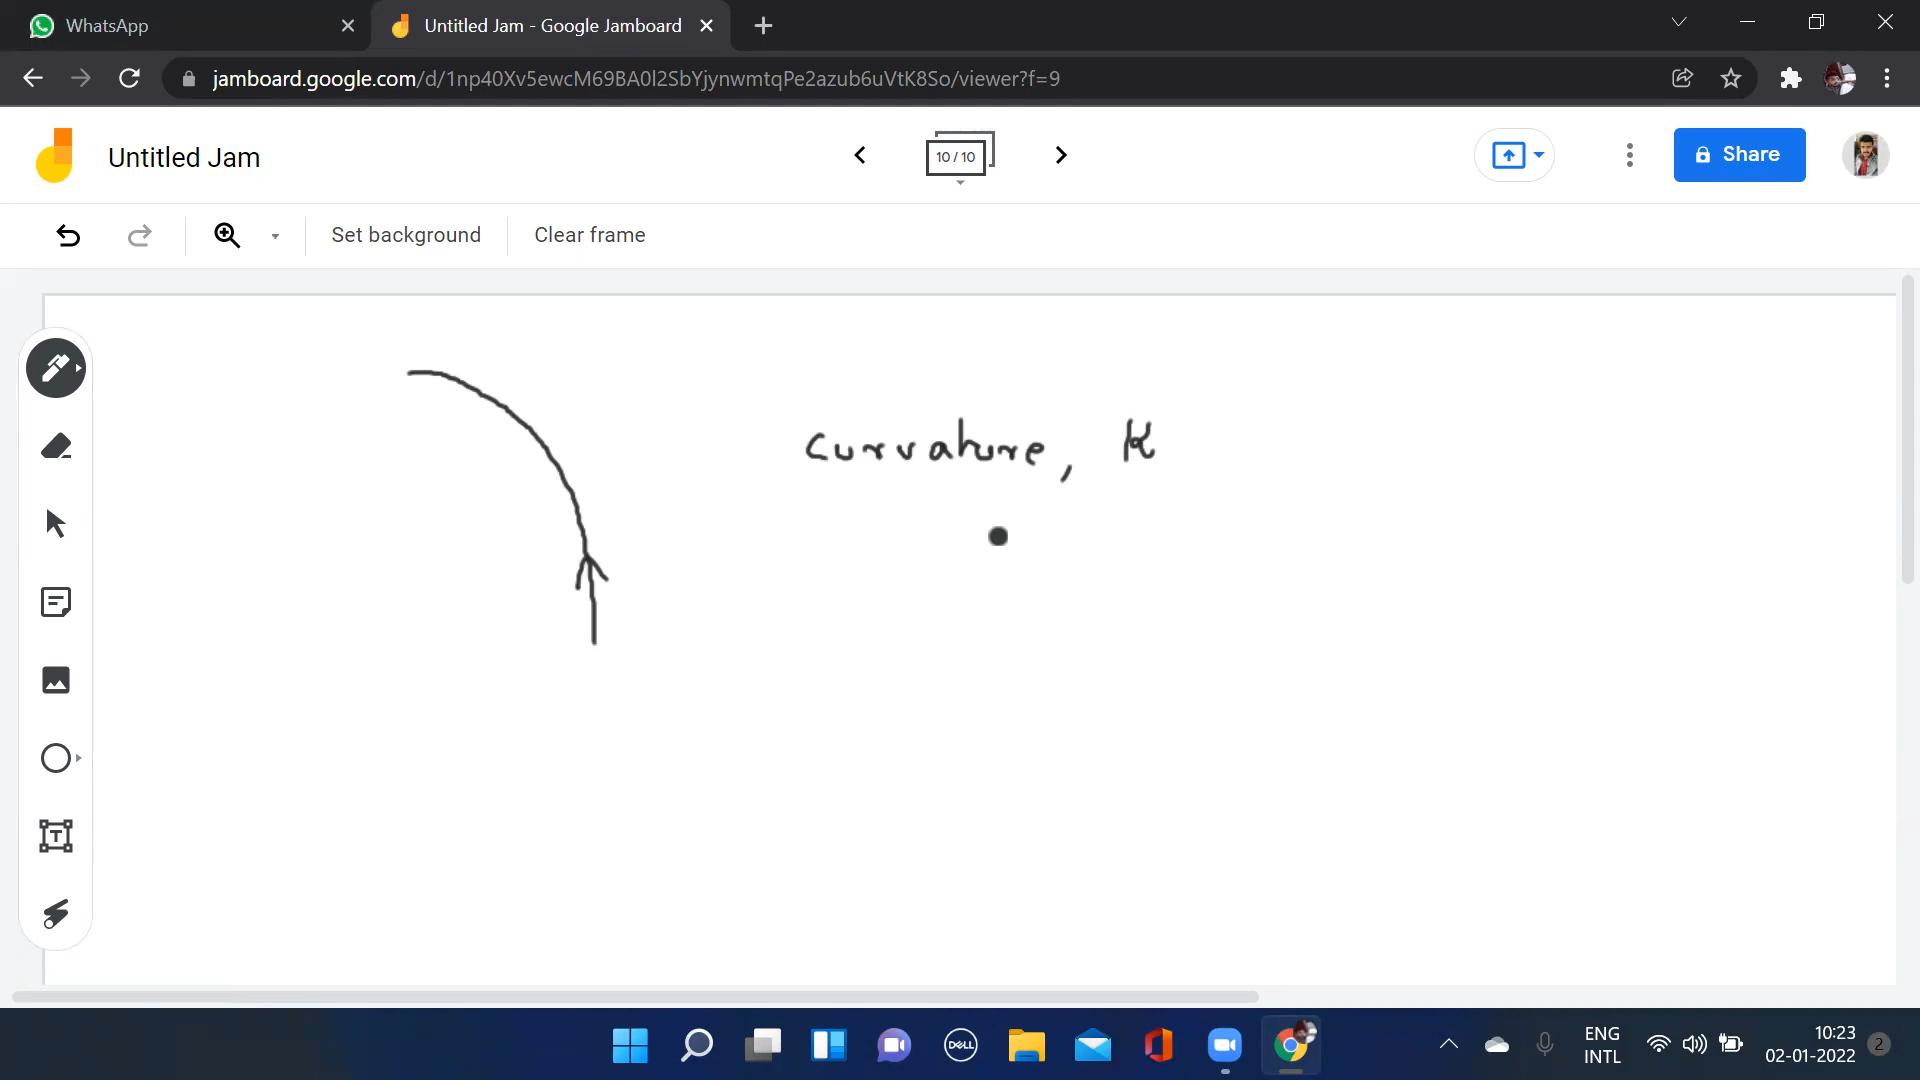 WhatsApp
Untitled Jam - Google Jamboard
jamboard.google.com/d/1np40Xv5ewcM69BA0l2SbYjynwmtqPe2azub6uVtK8So/viewer?f=9
Untitled Jam
10 / 10
Share
Set background
Clear frame
curvature, K
T
DELL
ENG
INTL
10:23
02-01-2022
2